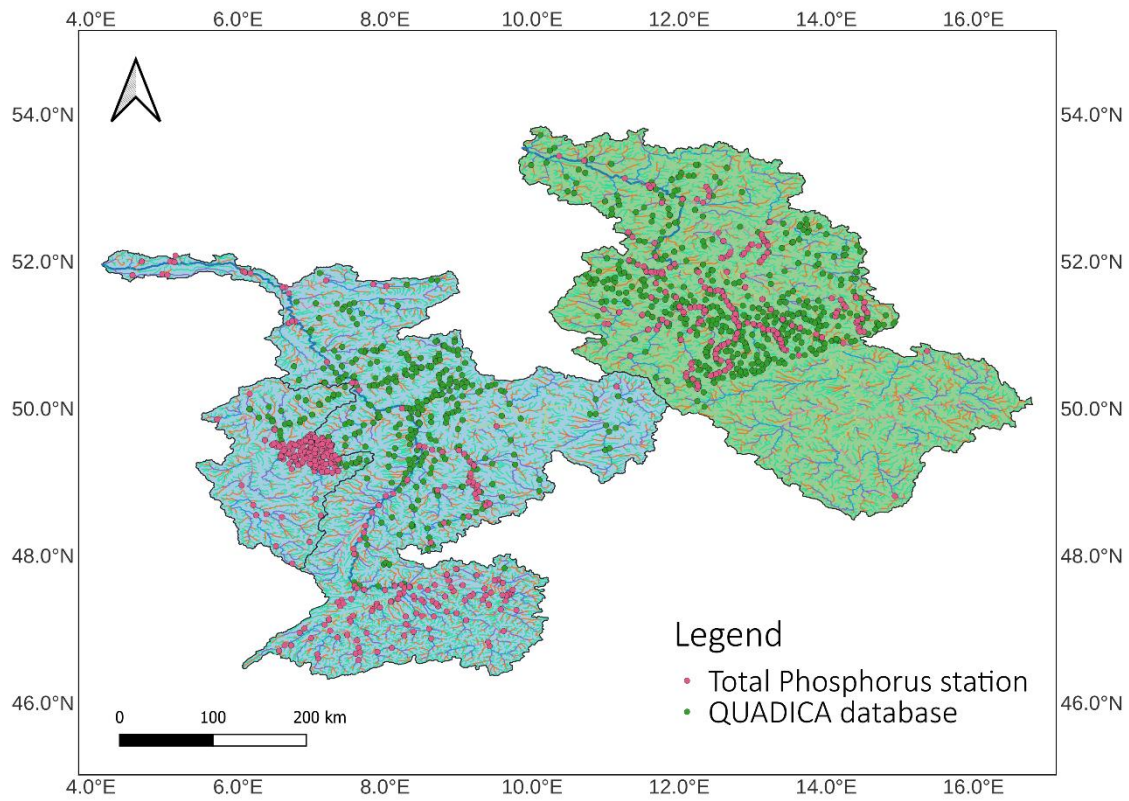 4.0°E 6.0°E 8.0°E 10.0°E 12.0°E 14.0°E 16.0°E
54.0°N 54.0°N
52.0°N 52.0°N
50.0°N 50.0°N
48.0°N 48.0°N
Legend
Total Phosphorus station
46.0°N 46.0°N
QUADICA database
0 100 200 km
4.0°E 6.0°E 8.0°E 10.0°E 12.0°E 14.0°E 16.0°E